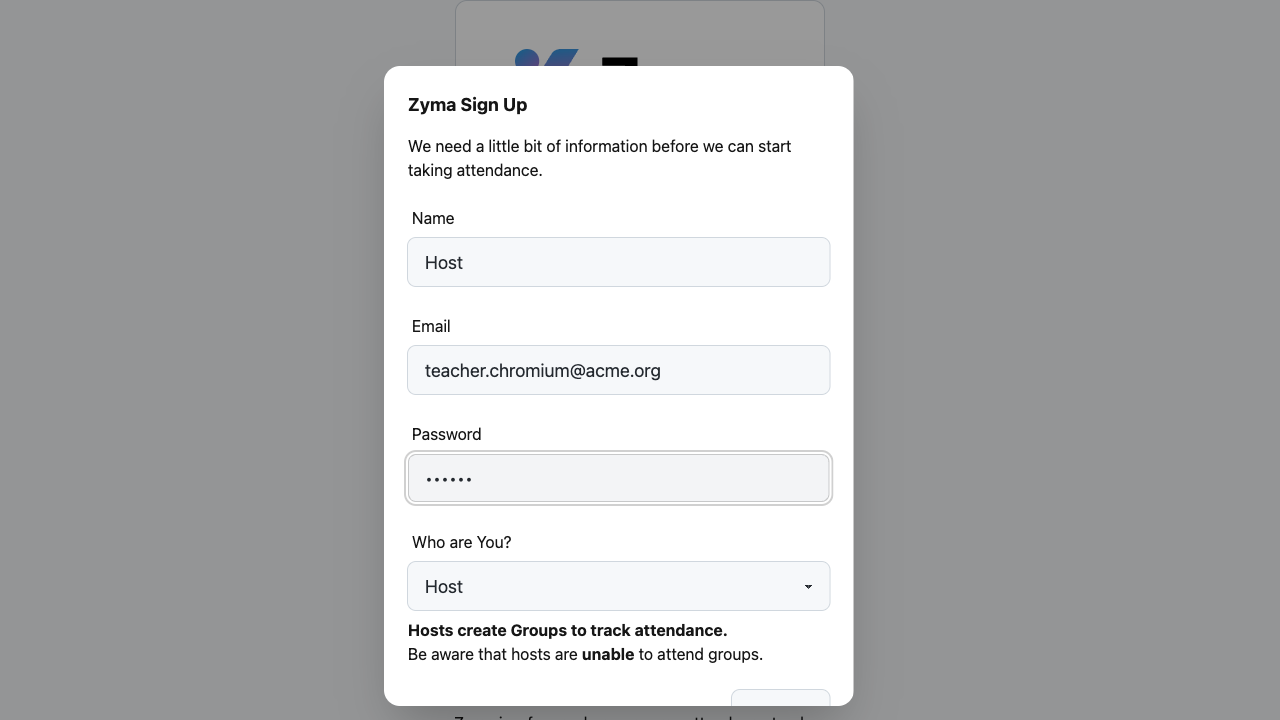 Zyma Sign Up
We need a little bit of information before we can start
taking attendance.
Name
Host
Email
teacher.chromium@acme.org
Password
••••••
Who are You?
Host
Hosts create Groups to track attendance.
Be aware that hosts are unable to attend groups.